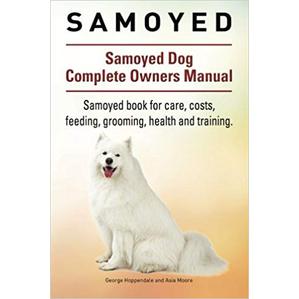 SAMOYED
Samoyed Dog
Complete Owners Manual
Samoyed book for care, costs,
feeding, grooming, health and training.
George Hoppendale and Asia Moore